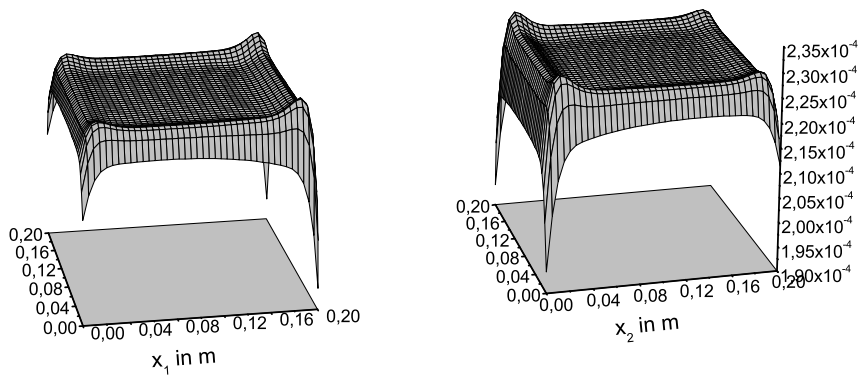 0,20
0,16
0,12
0,08
0,04
0,00
0,00 0,04 0,08 0,12 0,16 0,20
x₁ in m
0,20
0,16
0,12
0,08
0,04
0,00
0,00 0,04 0,08 0,12 0,16 0,20
x₂ in m
2,35x10⁻⁴
2,30x10⁻⁴
2,25x10⁻⁴
2,20x10⁻⁴
2,15x10⁻⁴
2,10x10⁻⁴
2,05x10⁻⁴
2,00x10⁻⁴
1,95x10⁻⁴
1,90x10⁻⁴